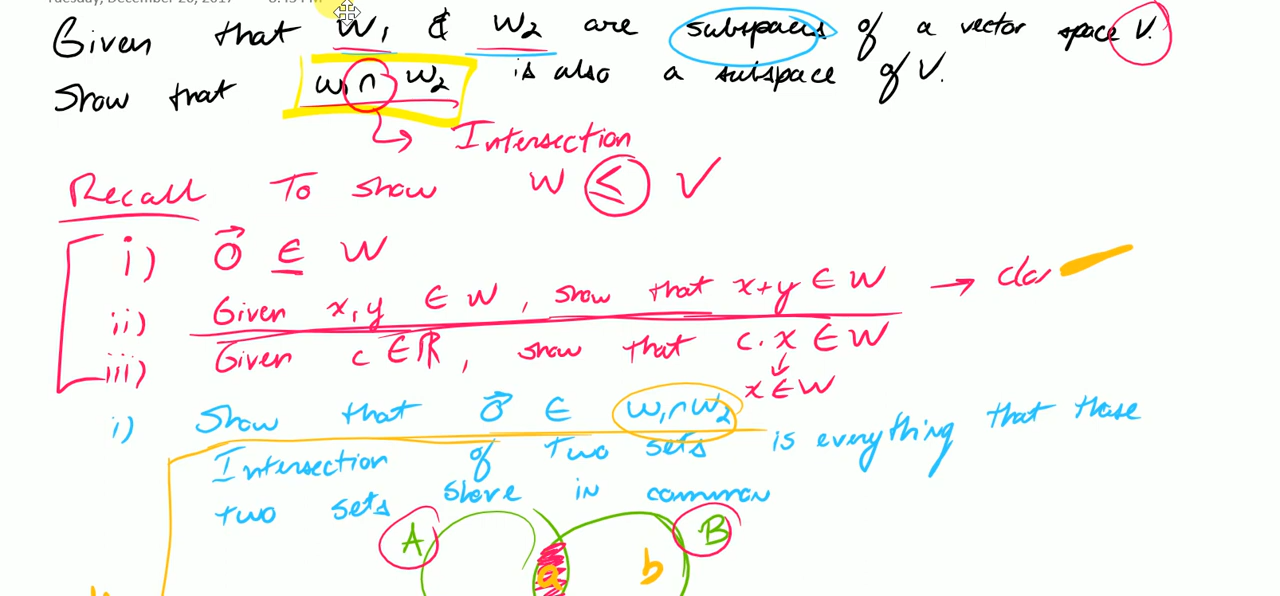 Given that W1 & W2 are subspaces of a vector space V.
Show that W1 ∩ W2 is also a subspace of V.
Intersection
Recall To show W ≤ V
i) 0⃗ ∈ W
ii) Given x, y ∈ W, show that x+y ∈ W → clos
iii) Given c ∈ ℝ, show that c·x ∈ W
x ∈ W
i) Show that 0⃗ ∈ W1∩W2
Intersection of two sets is everything that those
two sets share in common
A B
a b